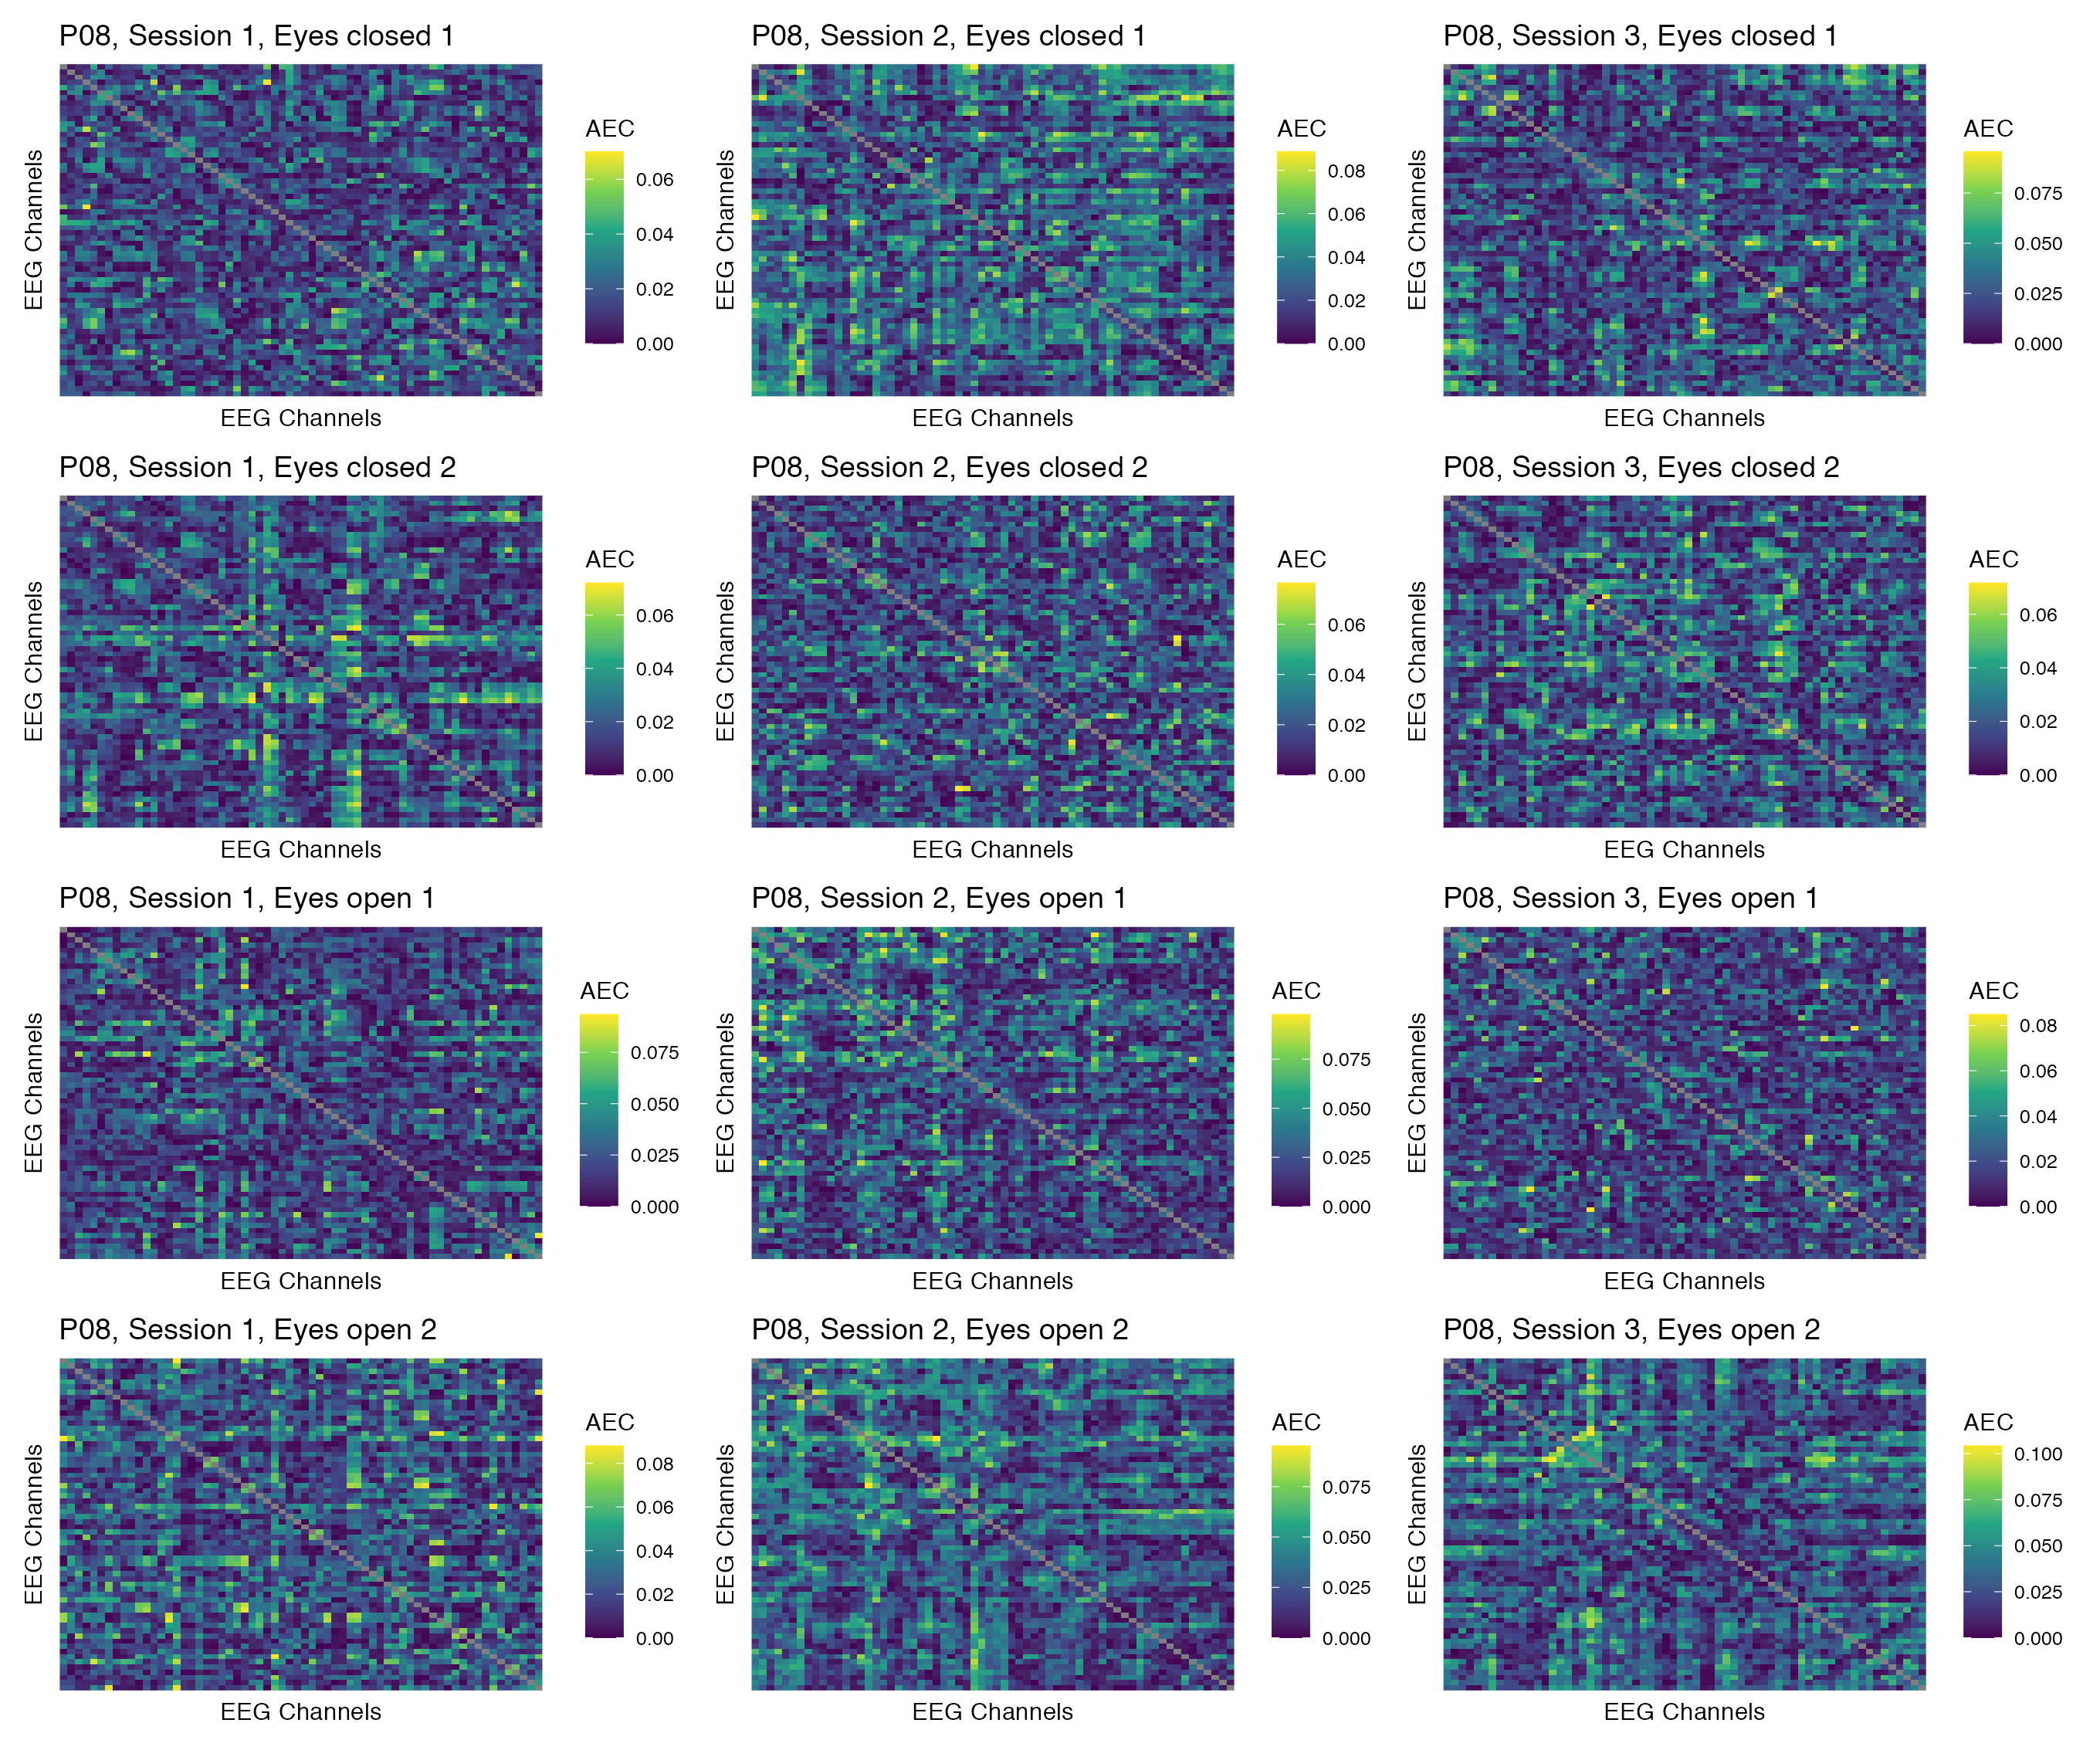 P08, Session 1, Eyes closed 1
P08, Session 2, Eyes closed 1
P08, Session 3, Eyes closed 1
EEG Channels
AEC
0.06
0.04
0.02
0.00
EEG Channels
EEG Channels
AEC
0.08
0.06
0.04
0.02
0.00
EEG Channels
EEG Channels
AEC
0.075
0.050
0.025
0.000
EEG Channels
P08, Session 1, Eyes closed 2
P08, Session 2, Eyes closed 2
P08, Session 3, Eyes closed 2
EEG Channels
AEC
0.06
0.04
0.02
0.00
EEG Channels
EEG Channels
AEC
0.06
0.04
0.02
0.00
EEG Channels
EEG Channels
AEC
0.06
0.04
0.02
0.00
EEG Channels
P08, Session 1, Eyes open 1
P08, Session 2, Eyes open 1
P08, Session 3, Eyes open 1
EEG Channels
AEC
0.075
0.050
0.025
0.000
EEG Channels
EEG Channels
AEC
0.075
0.050
0.025
0.000
EEG Channels
EEG Channels
AEC
0.08
0.06
0.04
0.02
0.00
EEG Channels
P08, Session 1, Eyes open 2
P08, Session 2, Eyes open 2
P08, Session 3, Eyes open 2
EEG Channels
AEC
0.08
0.06
0.04
0.02
0.00
EEG Channels
EEG Channels
AEC
0.075
0.050
0.025
0.000
EEG Channels
EEG Channels
AEC
0.100
0.075
0.050
0.025
0.000
EEG Channels